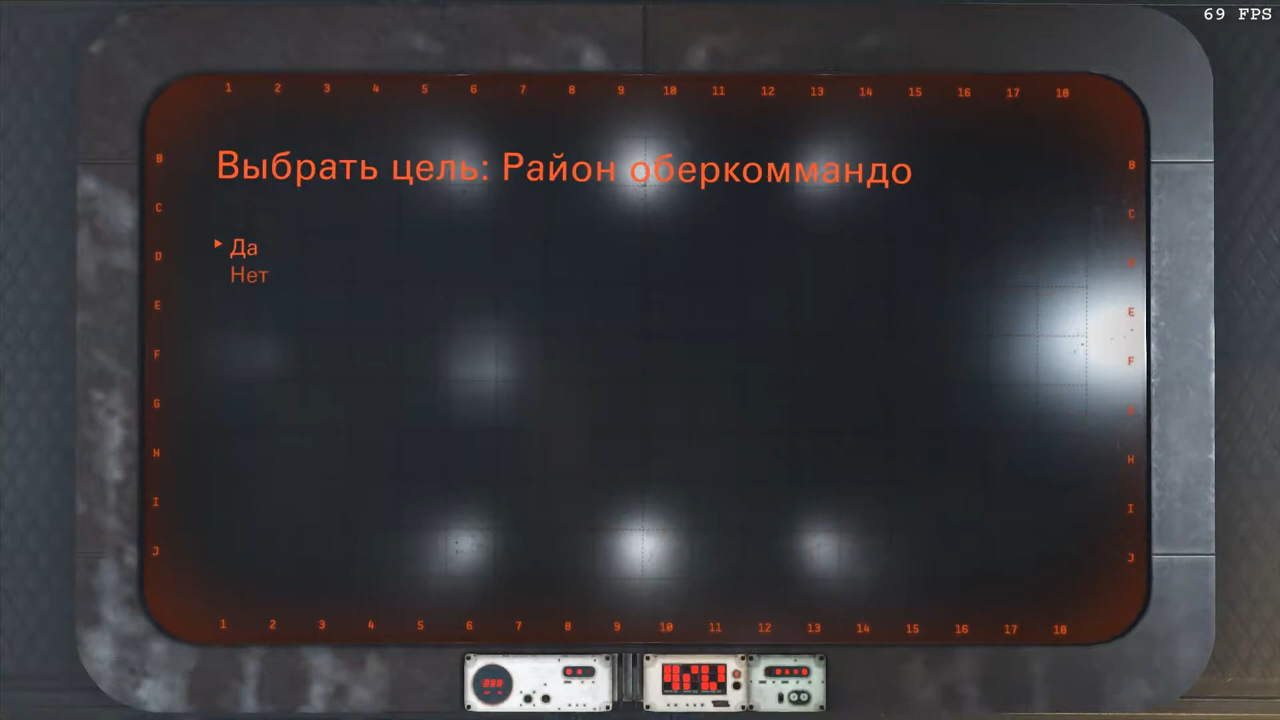 69 FPS
1 2 3 4 5 6 7 8 9 10 11 12 13 14 15 16 17 18
Выбрать цель: Район оберкоммандо
B B
C C
Да
D
Нет
E E
F F
G G
H H
I I
J J
1 2 3 4 5 6 7 8 9 10 11 12 13 14 15 16 17 18